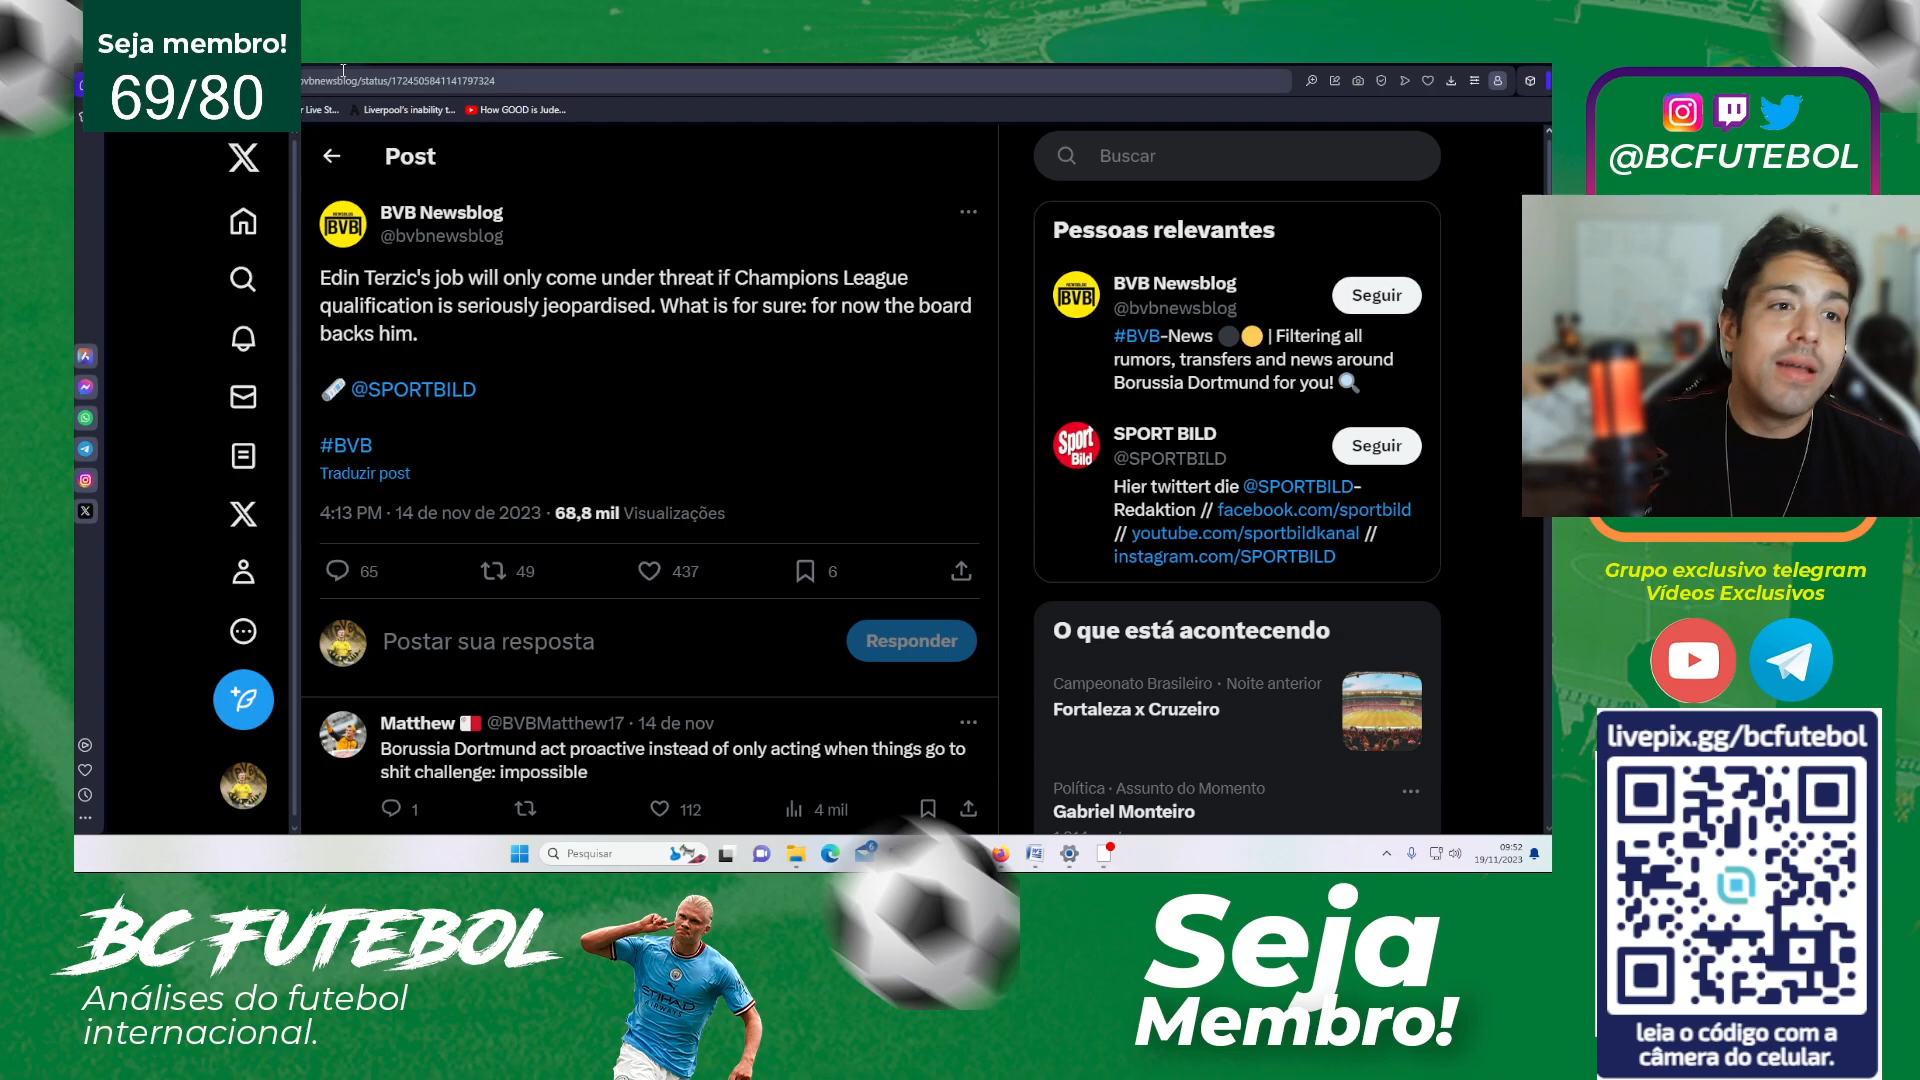 Seja membro!
69/80
bvbnewsblog/status/1724505841141797324
r Live St...
Liverpool's inability t...
How GOOD is Jude...
Post
BVB Newsblog
@bvbnewsblog
Edin Terzic's job will only come under threat if Champions League
qualification is seriously jeopardised. What is for sure: for now the board
backs him.
@SPORTBILD
#BVB
Traduzir post
4:13 PM · 14 de nov de 2023 · 68,8 mil Visualizações
65
49
437
6
Postar sua resposta
Responder
Matthew @BVBMatthew17 · 14 de nov
Borussia Dortmund act proactive instead of only acting when things go to
shit challenge: impossible
1
112
4 mil
Buscar
Pessoas relevantes
NEWSBLOG
BVB
BVB Newsblog
@bvbnewsblog
Seguir
#BVB-News | Filtering all
rumors, transfers and news around
Borussia Dortmund for you!
Sport
Bild
SPORT BILD
@SPORTBILD
Seguir
Hier twittert die @SPORTBILD-
Redaktion // facebook.com/sportbild
// youtube.com/sportbildkanal //
instagram.com/SPORTBILD
O que está acontecendo
Campeonato Brasileiro · Noite anterior
Fortaleza x Cruzeiro
Política · Assunto do Momento
Gabriel Monteiro
Pesquisar
6
09:52
19/11/2023
@BCFUTEBOL
Grupo exclusivo telegram
Vídeos Exclusivos
livepix.gg/bcfutebol
leia o código com a
câmera do celular.
BC FUTEBOL
Análises do futebol
internacional.
ETIHAD
AIRWAYS
Seja
Membro!